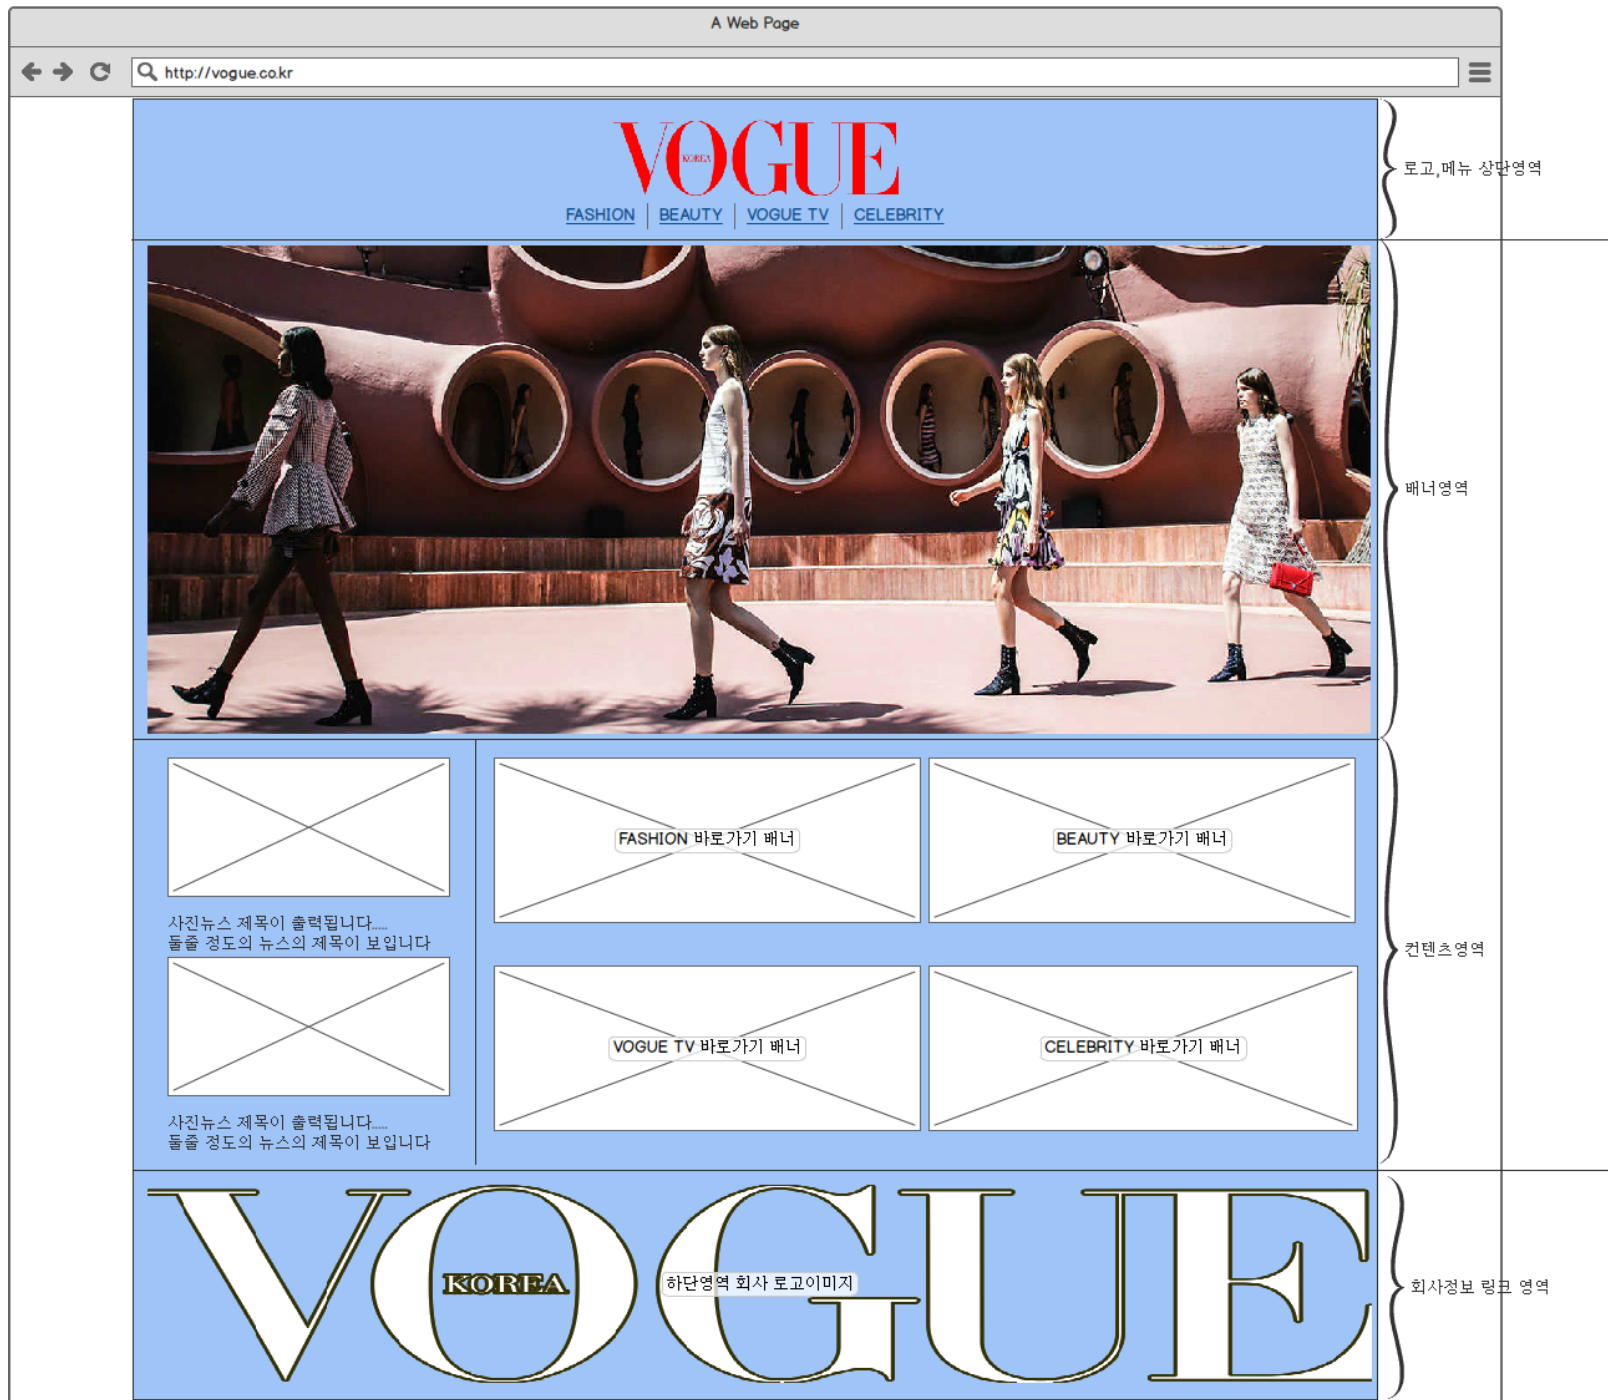 A Web Page
http://vogue.co.kr
VOGUE
KOREA
FASHION BEAUTY VOGUE TV CELEBRITY
로고,메뉴 상단영역
배너영역
사진뉴스 제목이 출력됩니다.....
둘줄 정도의 뉴스의 제목이 보입니다
FASHION 바로가기 배너
BEAUTY 바로가기 배너
사진뉴스 제목이 출력됩니다.....
둘줄 정도의 뉴스의 제목이 보입니다
VOGUE TV 바로가기 배너
CELEBRITY 바로가기 배너
컨텐츠영역
VOGUE
KOREA
하단영역 회사 로고이미지
회사정보 링크 영역